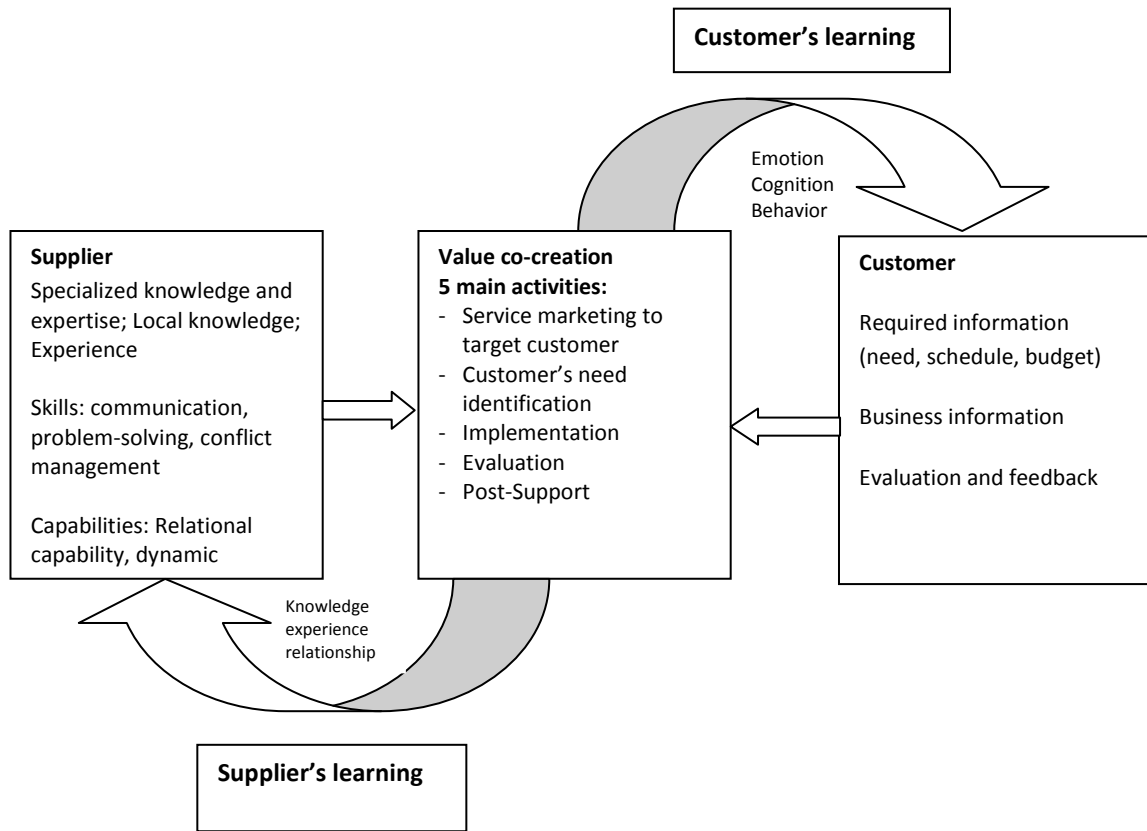 Customer’s learning
Emotion
Cognition
Behavior
Supplier
Specialized knowledge and
expertise; Local knowledge;
Experience
Skills: communication,
problem-solving, conflict
management
Capabilities: Relational
capability, dynamic
Value co-creation
5 main activities:
- Service marketing to
target customer
- Customer’s need
identification
- Implementation
- Evaluation
- Post-Support
Customer
Required information
(need, schedule, budget)
Business information
Evaluation and feedback
Knowledge
experience
relationship
Supplier’s learning